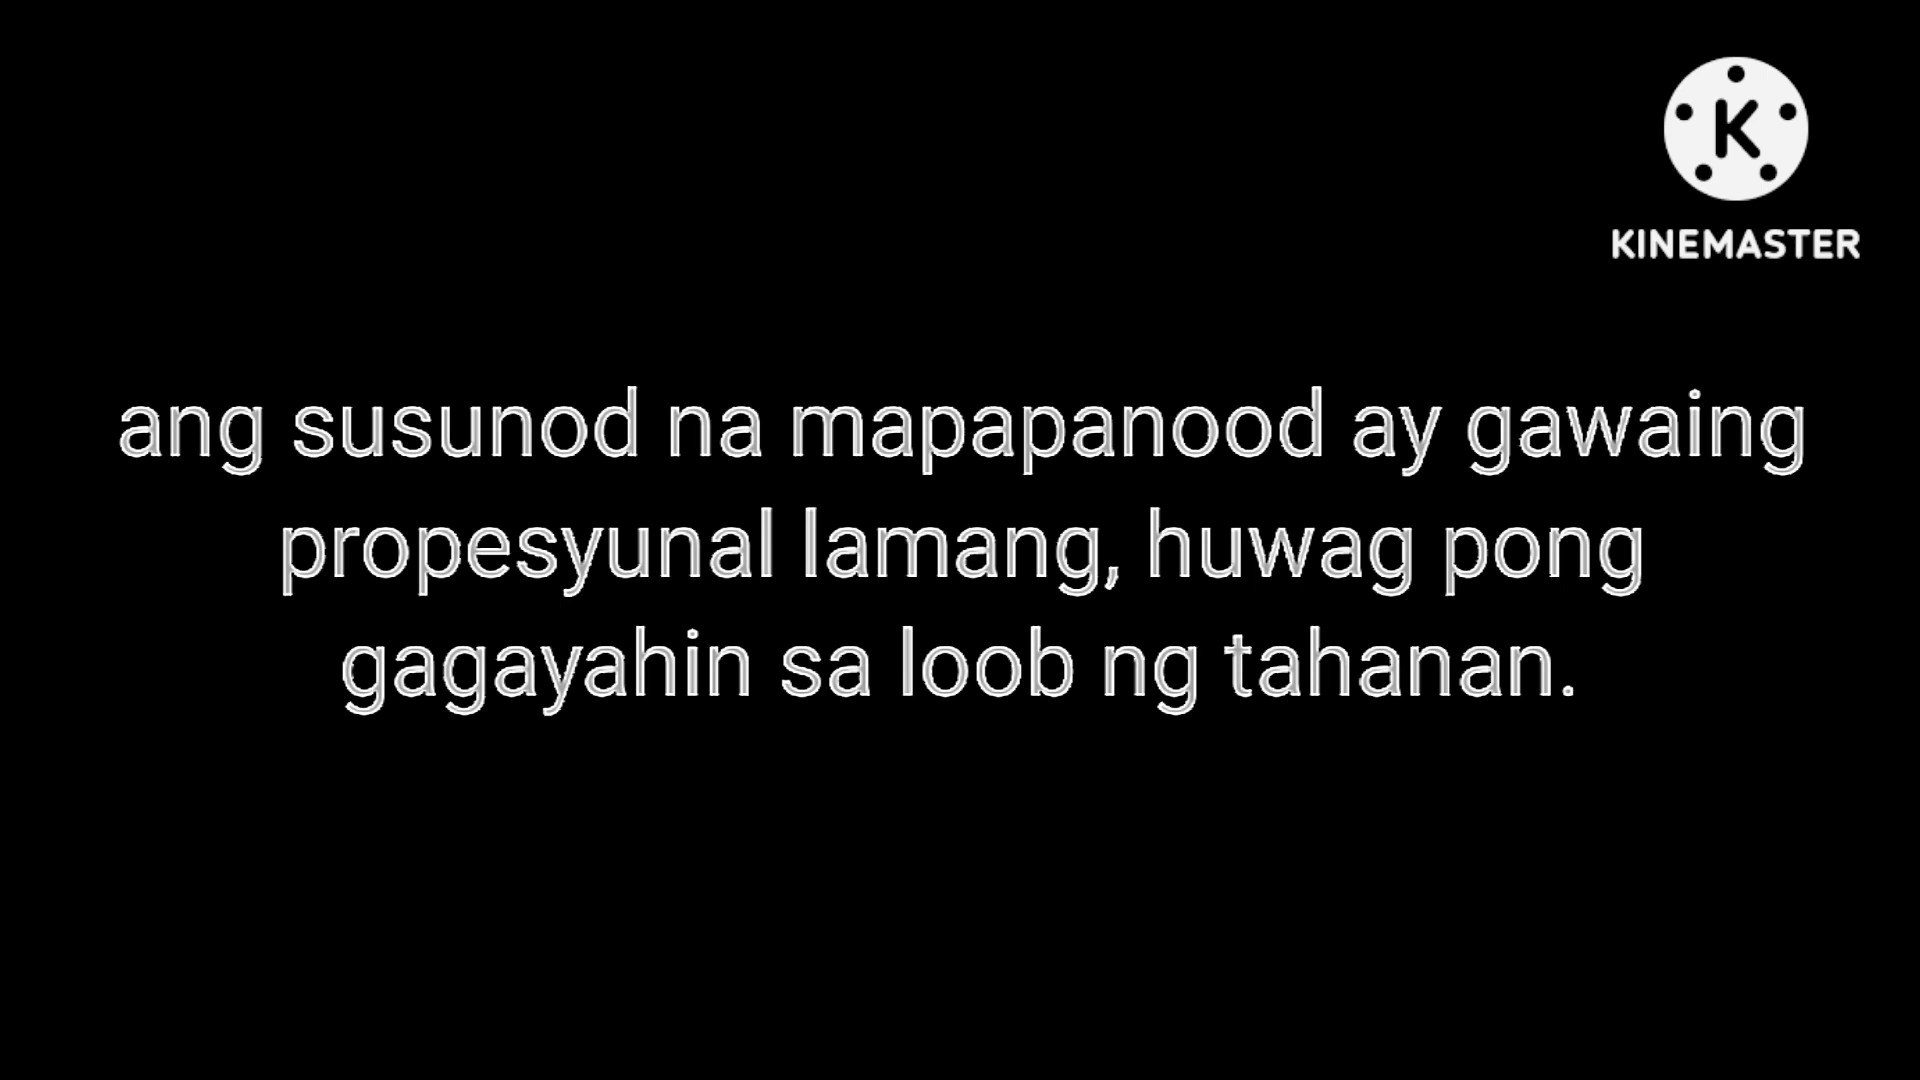 K
KINEMASTER
ang susunod na mapapanood ay gawaing
propesyunal lamang, huwag pong
gagayahin sa loob ng tahanan.